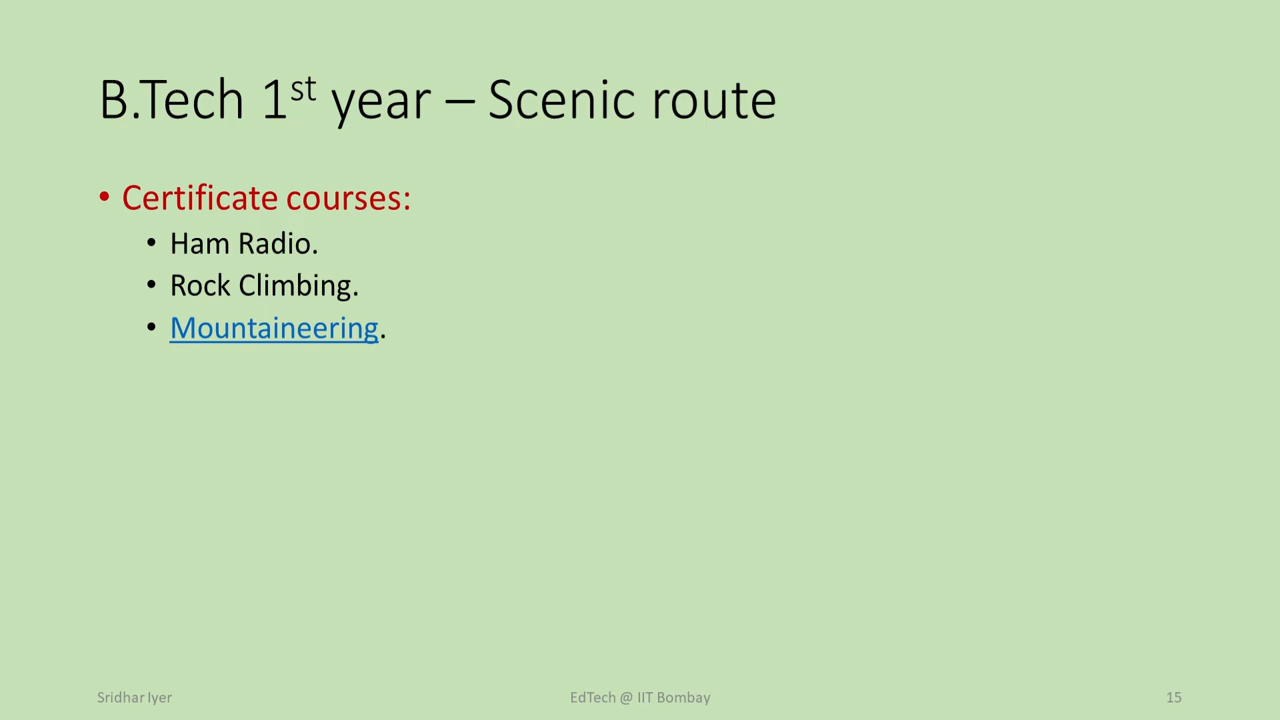 B.Tech 1st year – Scenic route
• Certificate courses:
• Ham Radio.
• Rock Climbing.
• Mountaineering.
Sridhar Iyer
EdTech @ IIT Bombay
15